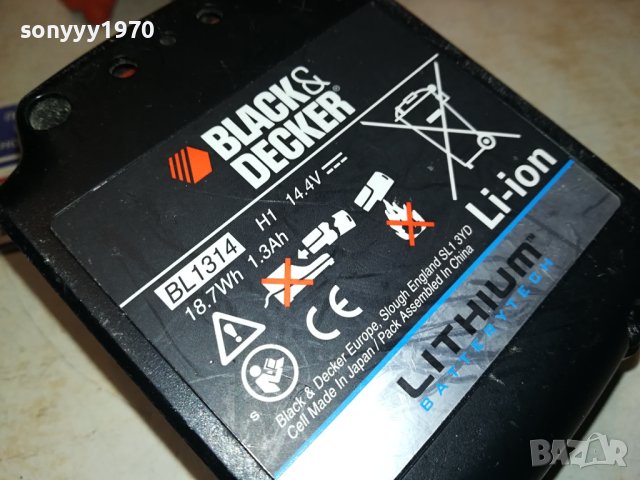 sonyyy1970
BLACK&
DECKER®
BL1314 H1 14.4V
18.7Wh 1.3Ah
CE
s
Black & Decker Europe, Slough England SL1 3YD
Cell Made In Japan / Pack Assembled In China
Li-ion
LITHIUM
BATTERYTECH
BAZAR